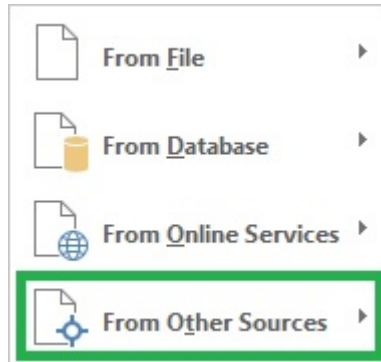 From File
From Database
From Online Services
From Other Sources